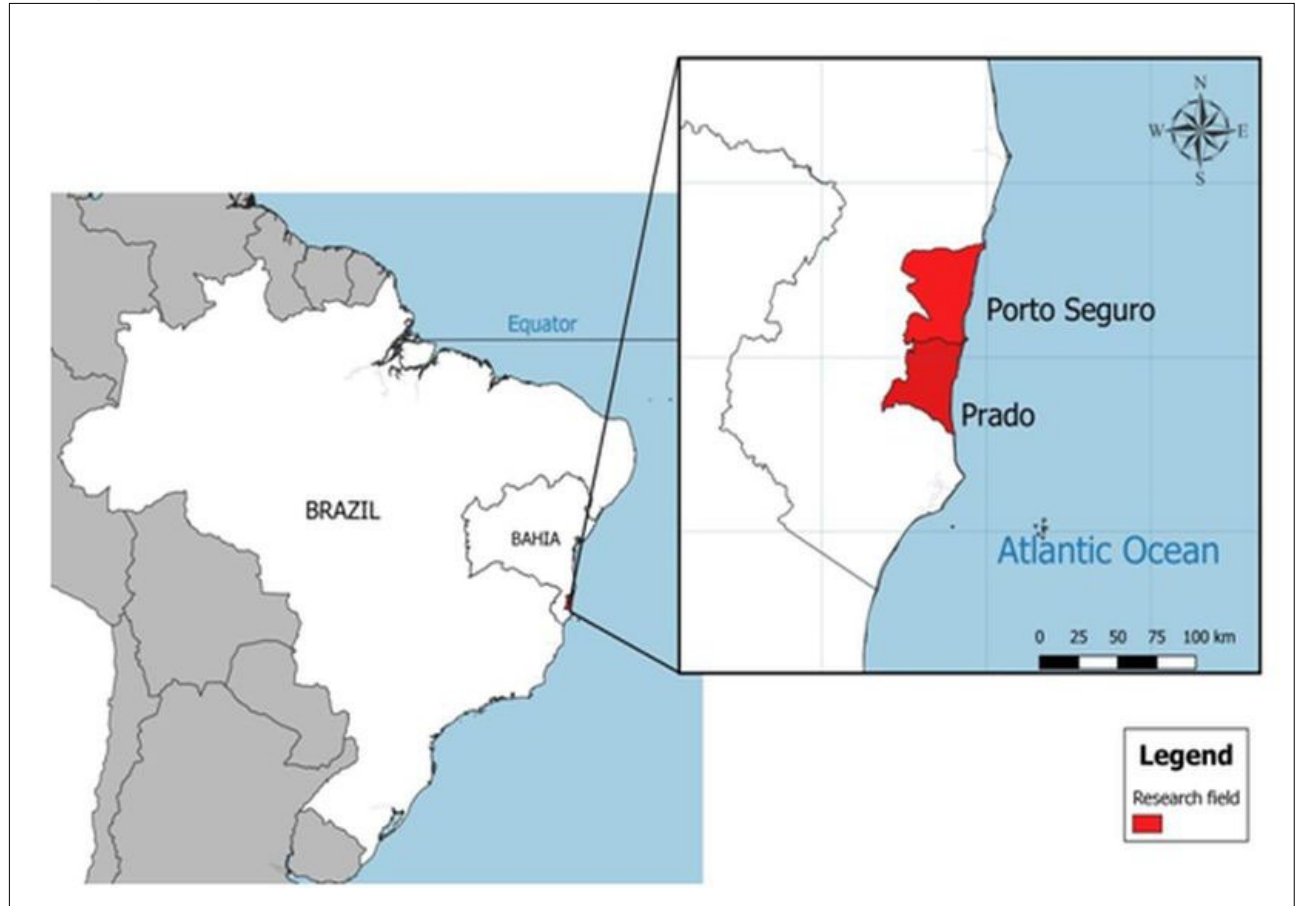 Equator
BRAZIL
BAHIA
N
W E
S
Porto Seguro
Prado
Atlantic Ocean
0 25 50 75 100 km
Legend
Research field